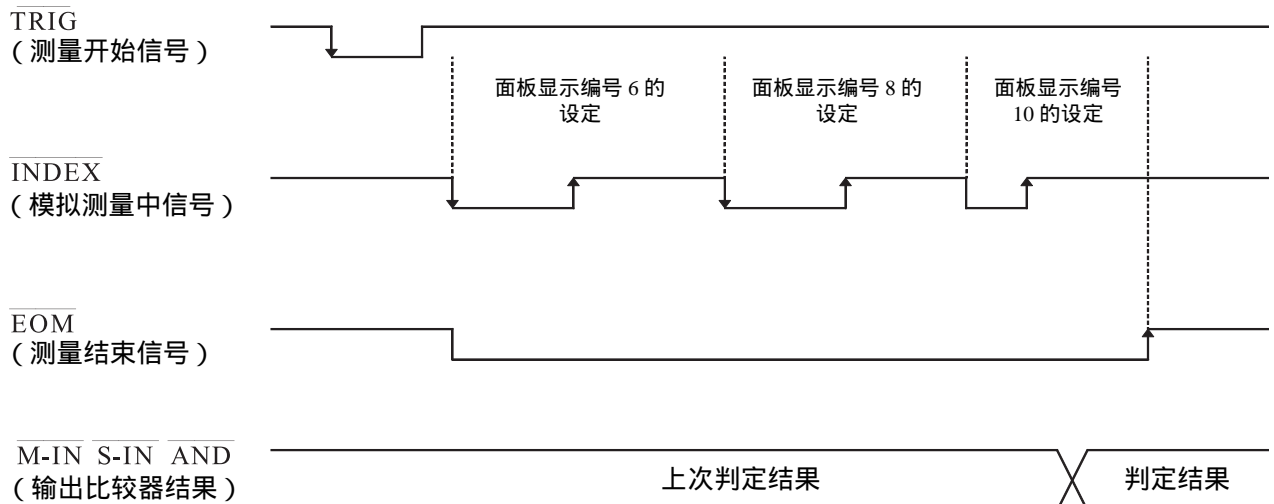 TRIG
(测量开始信号)
面板显示编号 6 的
设定
面板显示编号 8 的
设定
面板显示编号
10 的设定
INDEX
(模拟测量中信号)
EOM
(测量结束信号)
M-IN S-IN AND
(输出比较器结果)
上次判定结果
判定结果